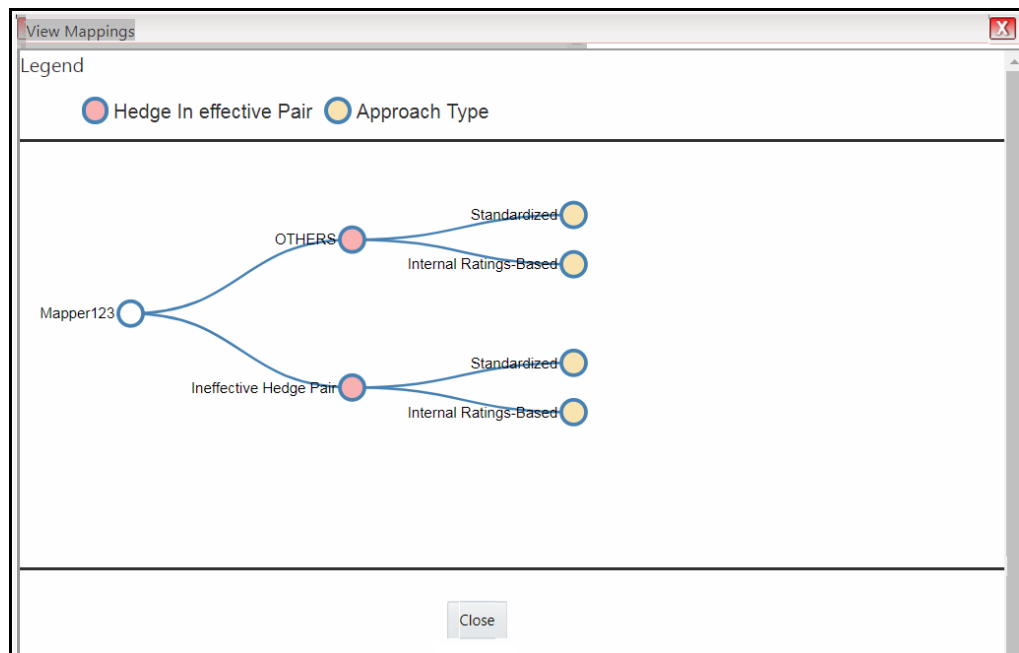 View Mappings
X
Legend
Hedge In effective Pair Approach Type
Standardized
OTHERS
Internal Ratings-Based
Mapper123
Standardized
Ineffective Hedge Pair
Internal Ratings-Based
Close